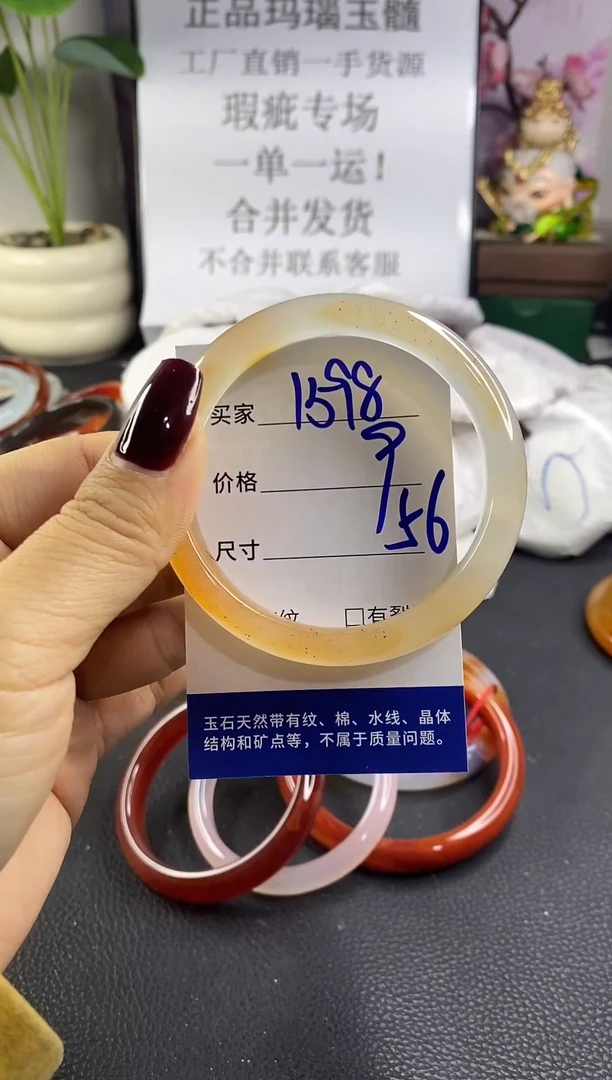 正品玛瑙玉髓
工厂直销一手货源
瑕疵专场
一单一运！
合并发货
不合并联系客服
买家 1598
价格
尺寸 56
纹 □有裂
玉石天然带有纹、棉、水线、晶体
结构和矿点等，不属于质量问题。